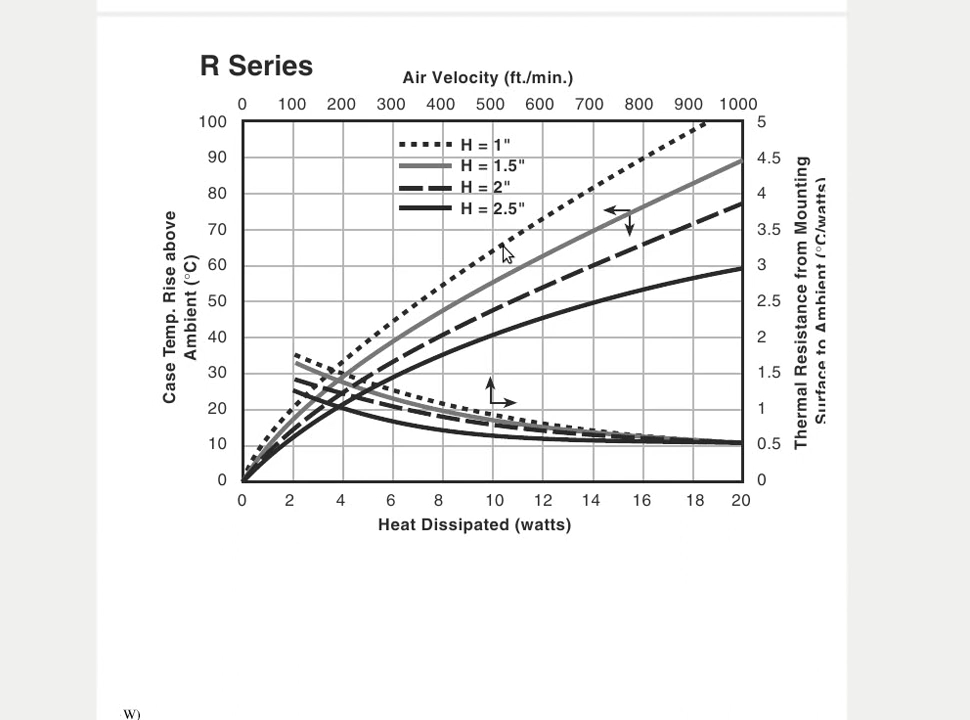 R Series
Air Velocity (ft./min.)
0 100 200 300 400 500 600 700 800 900 1000
100 90 80 70 60 50 40 30 20 10 0
Case Temp. Rise above
Ambient (°C)
H = 1"
H = 1.5"
H = 2"
H = 2.5"
5 4.5 4 3.5 3 2.5 2 1.5 1 0.5 0
Thermal Resistance from Mounting
Surface to Ambient (°C/watts)
0 2 4 6 8 10 12 14 16 18 20
Heat Dissipated (watts)
W)